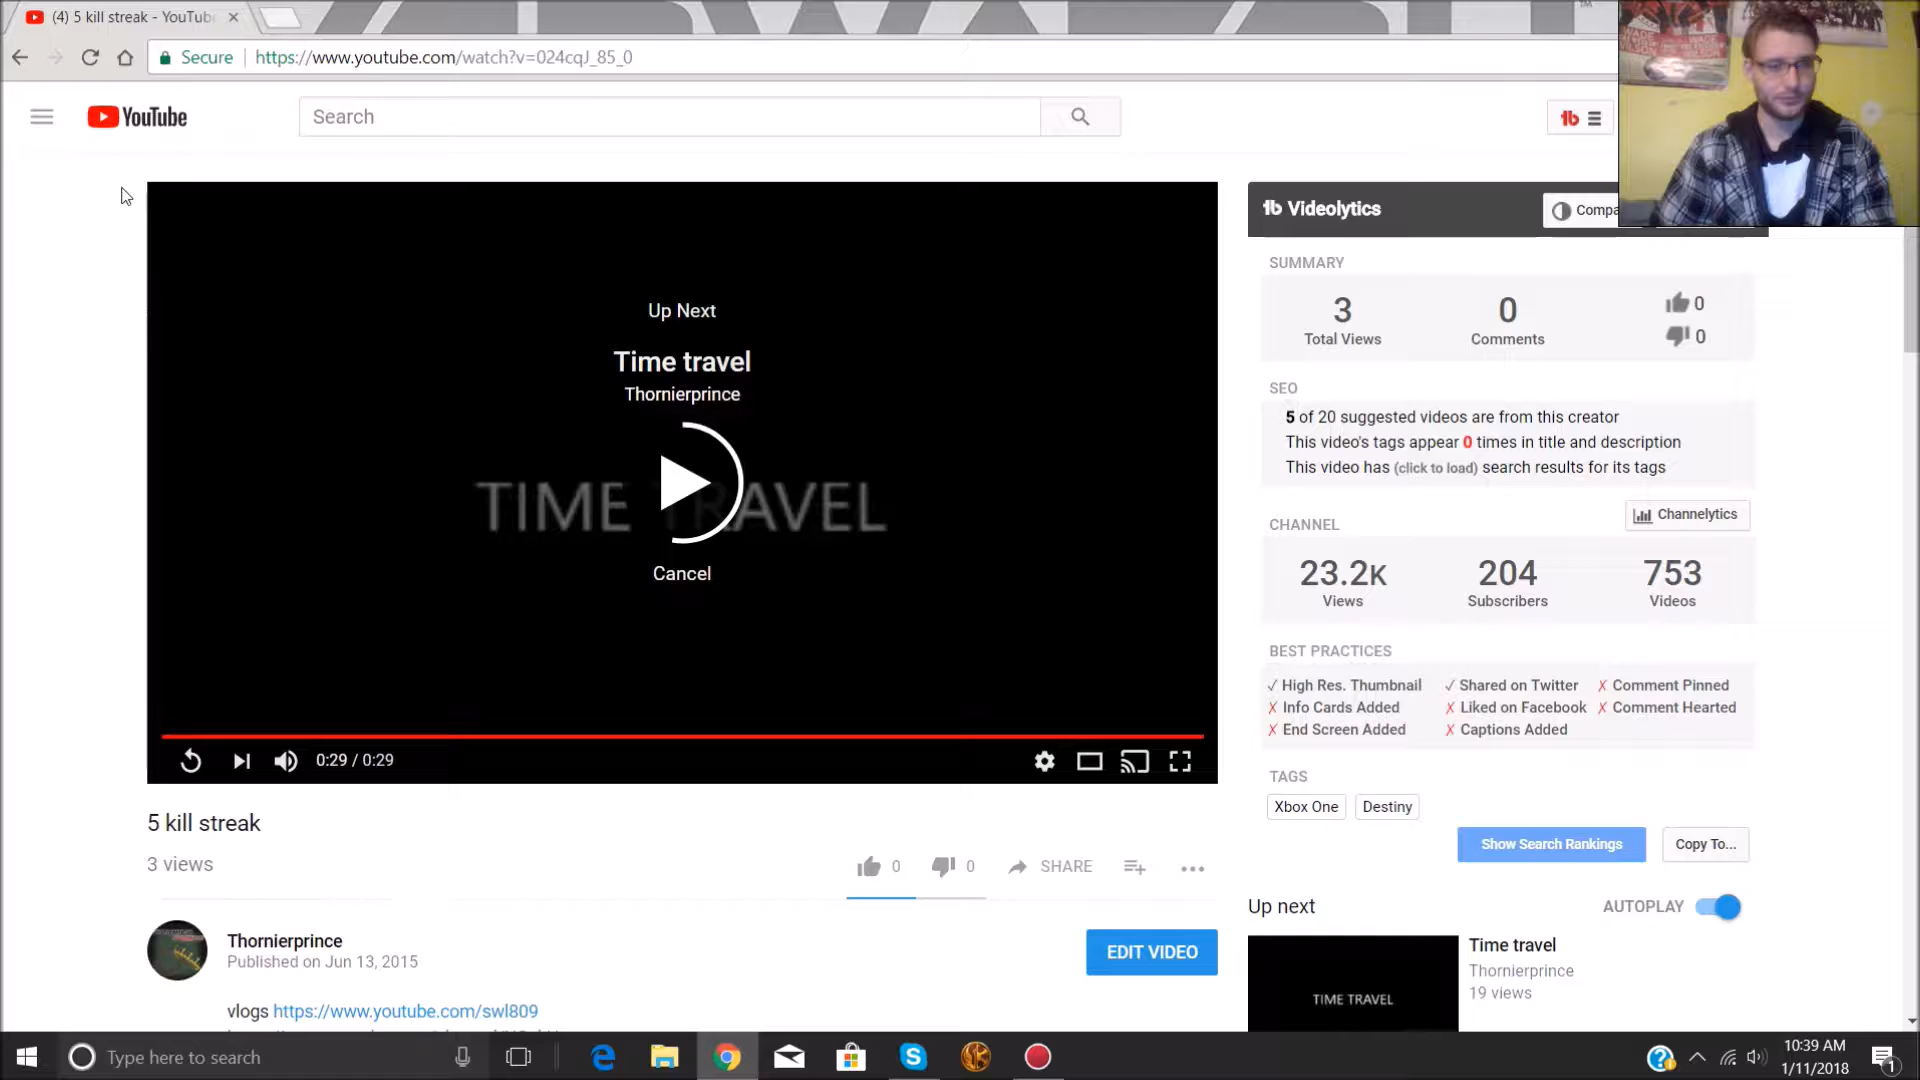 (4) 5 kill streak - YouTub
Secure https://www.youtube.com/watch?v=024cqJ_85_0
YouTube
Search
tb
Up Next
Time travel
Thornierprince
TIME TRAVEL
Cancel
0:29 / 0:29
5 kill streak
3 views
0 0 SHARE
Thornierprince
Published on Jun 13, 2015
EDIT VIDEO
vlogs https://www.youtube.com/swl809
tb Videolytics
Compa
SUMMARY
3 Total Views
0 Comments
0
0
SEO
5 of 20 suggested videos are from this creator
This video's tags appear 0 times in title and description
This video has (click to load) search results for its tags
CHANNEL
Channelytics
23.2K Views
204 Subscribers
753 Videos
BEST PRACTICES
✓ High Res. Thumbnail ✓ Shared on Twitter ✗ Comment Pinned
✗ Info Cards Added ✗ Liked on Facebook ✗ Comment Hearted
✗ End Screen Added ✗ Captions Added
TAGS
Xbox One Destiny
Show Search Rankings Copy To...
Up next
AUTOPLAY
TIME TRAVEL
Time travel
Thornierprince
19 views
Type here to search
10:39 AM
1/11/2018
1